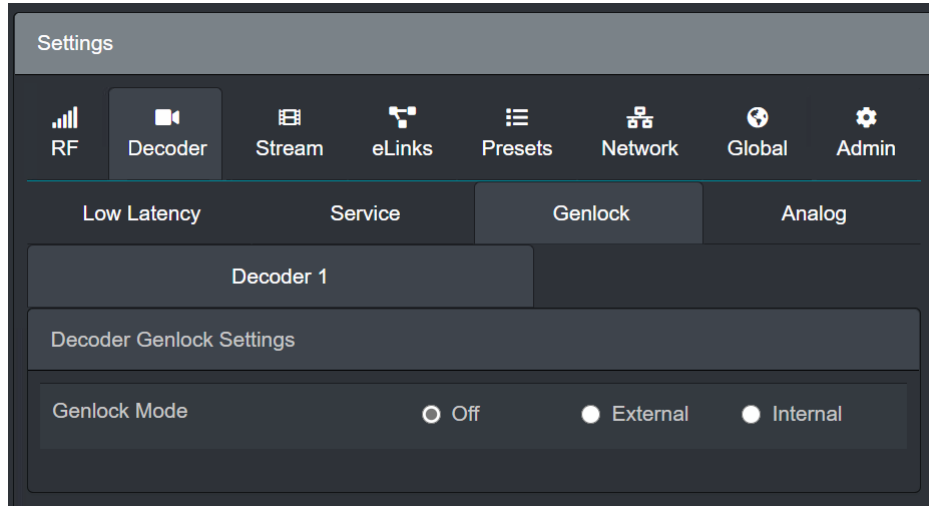 Settings
RF Decoder Stream eLinks Presets Network Global Admin
Low Latency Service Genlock Analog
Decoder 1
Decoder Genlock Settings
Genlock Mode Off External Internal